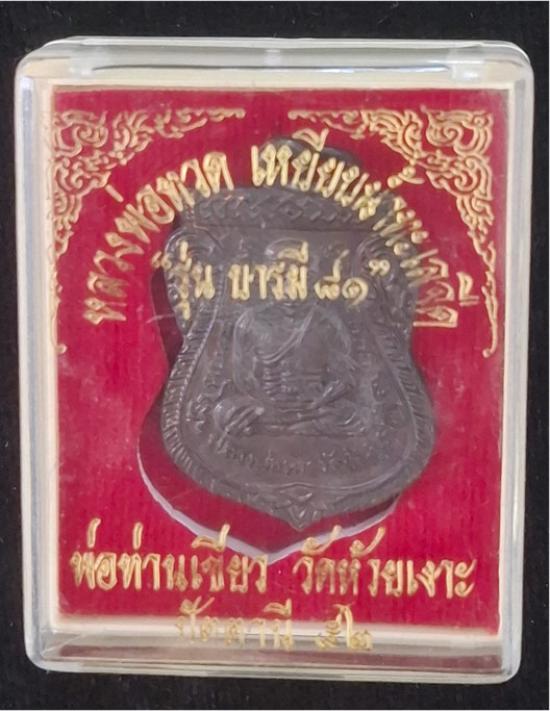 หลวงพ่อทวด เหยียบน้ำทะเลจืด
"รุ่น บารมี ๘๑"
พ่อท่านเขียว วัดห้วยเงาะ
ปัตตานี ๕๒